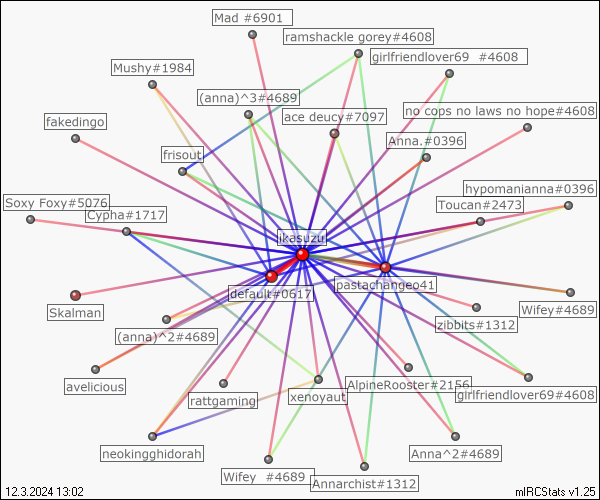 Mad #6901
ramshackle gorey#4608
girlfriendlover69  #4608
Mushy#1984
(anna)^3#4689
ace deucy#7097
no cops no laws no hope#4608
fakedingo
Anna.#0396
frisout
hypomanianna#0396
Soxy Foxy#5076
Toucan#2473
Cypha#1717
ikasuzu
pastachangeo41
default#0617
Skalman
Wifey#4689
zibbits#1312
(anna)^2#4689
avelicious
AlpineRooster#2156
girlfriendlover69#4608
rattgaming
xenoyaut
neokingghidorah
Anna^2#4689
Wifey  #4689
Annarchist#1312
12.3.2024 13:02
mIRCStats v1.25